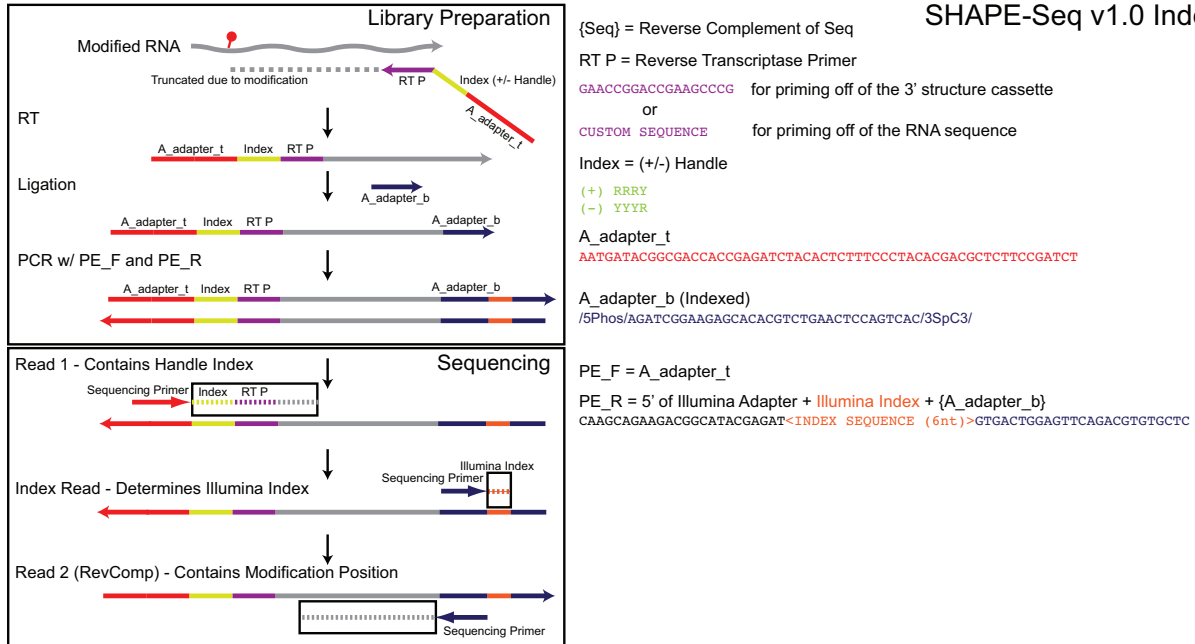 Library Preparation
Modified RNA
Truncated due to modification
RT P
Index (+/- Handle)
A_adapter_t
RT
A_adapter_t Index RT P
Ligation
A_adapter_b
A_adapter_t Index RT P A_adapter_b
PCR w/ PE_F and PE_R
A_adapter_t Index RT P A_adapter_b
Sequencing
Read 1 - Contains Handle Index
Sequencing Primer Index RT P
Illumina Index
Sequencing Primer
Index Read - Determines Illumina Index
Read 2 (RevComp) - Contains Modification Position
Sequencing Primer
SHAPE-Seq v1.0 Inde
{Seq} = Reverse Complement of Seq
RT P = Reverse Transcriptase Primer
GAACCGGACCGAAGCCCG for priming off of the 3’ structure cassette
or
CUSTOM SEQUENCE for priming off of the RNA sequence
Index = (+/-) Handle
(+) RRRY
(-) YYYR
A_adapter_t
AATGATACGGCGACCACCGAGATCTACACTCTTTCCCTACACGACGCTCTTCCGATCT
A_adapter_b (Indexed)
/5Phos/AGATCGGAAGAGCACACGTCTGAACTCCAGTCAC/3SpC3/
PE_F = A_adapter_t
PE_R = 5’ of Illumina Adapter + Illumina Index + {A_adapter_b}
CAAGCAGAAGACGGCATACGAGAT<INDEX SEQUENCE (6nt)>GTGACTGGAGTTCAGACGTGTGCTC